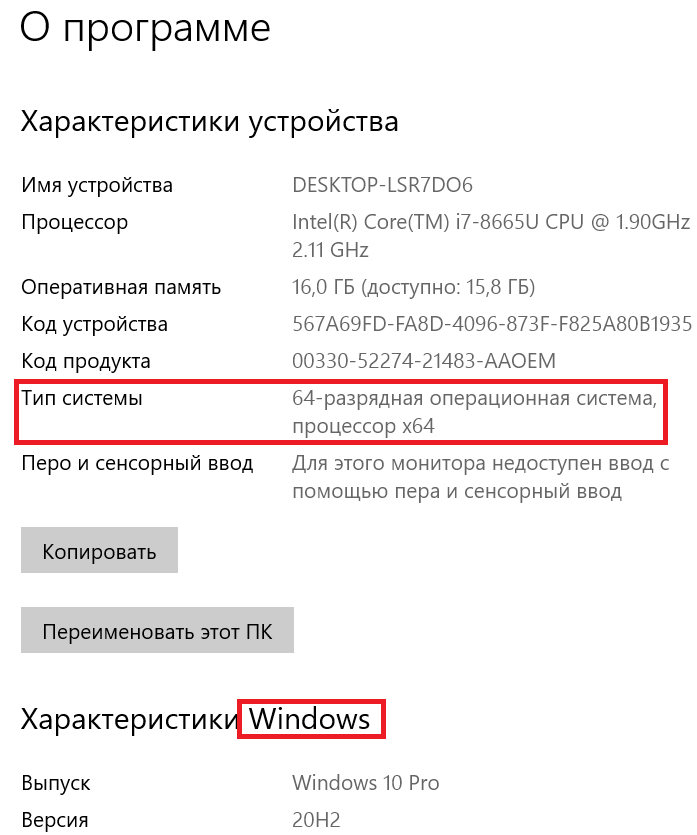 О программе
Характеристики устройства
Имя устройства DESKTOP-LSR7DO6
Процессор Intel(R) Core(TM) i7-8665U CPU @ 1.90GHz
2.11 GHz
Оперативная память 16,0 ГБ (доступно: 15,8 ГБ)
Код устройства 567A69FD-FA8D-4096-873F-F825A80B1935
Код продукта 00330-52274-21483-AAOEM
Тип системы 64-разрядная операционная система,
процессор x64
Перо и сенсорный ввод Для этого монитора недоступен ввод с
помощью пера и сенсорный ввод
Копировать
Переименовать этот ПК
Характеристики Windows
Выпуск Windows 10 Pro
Версия 20H2